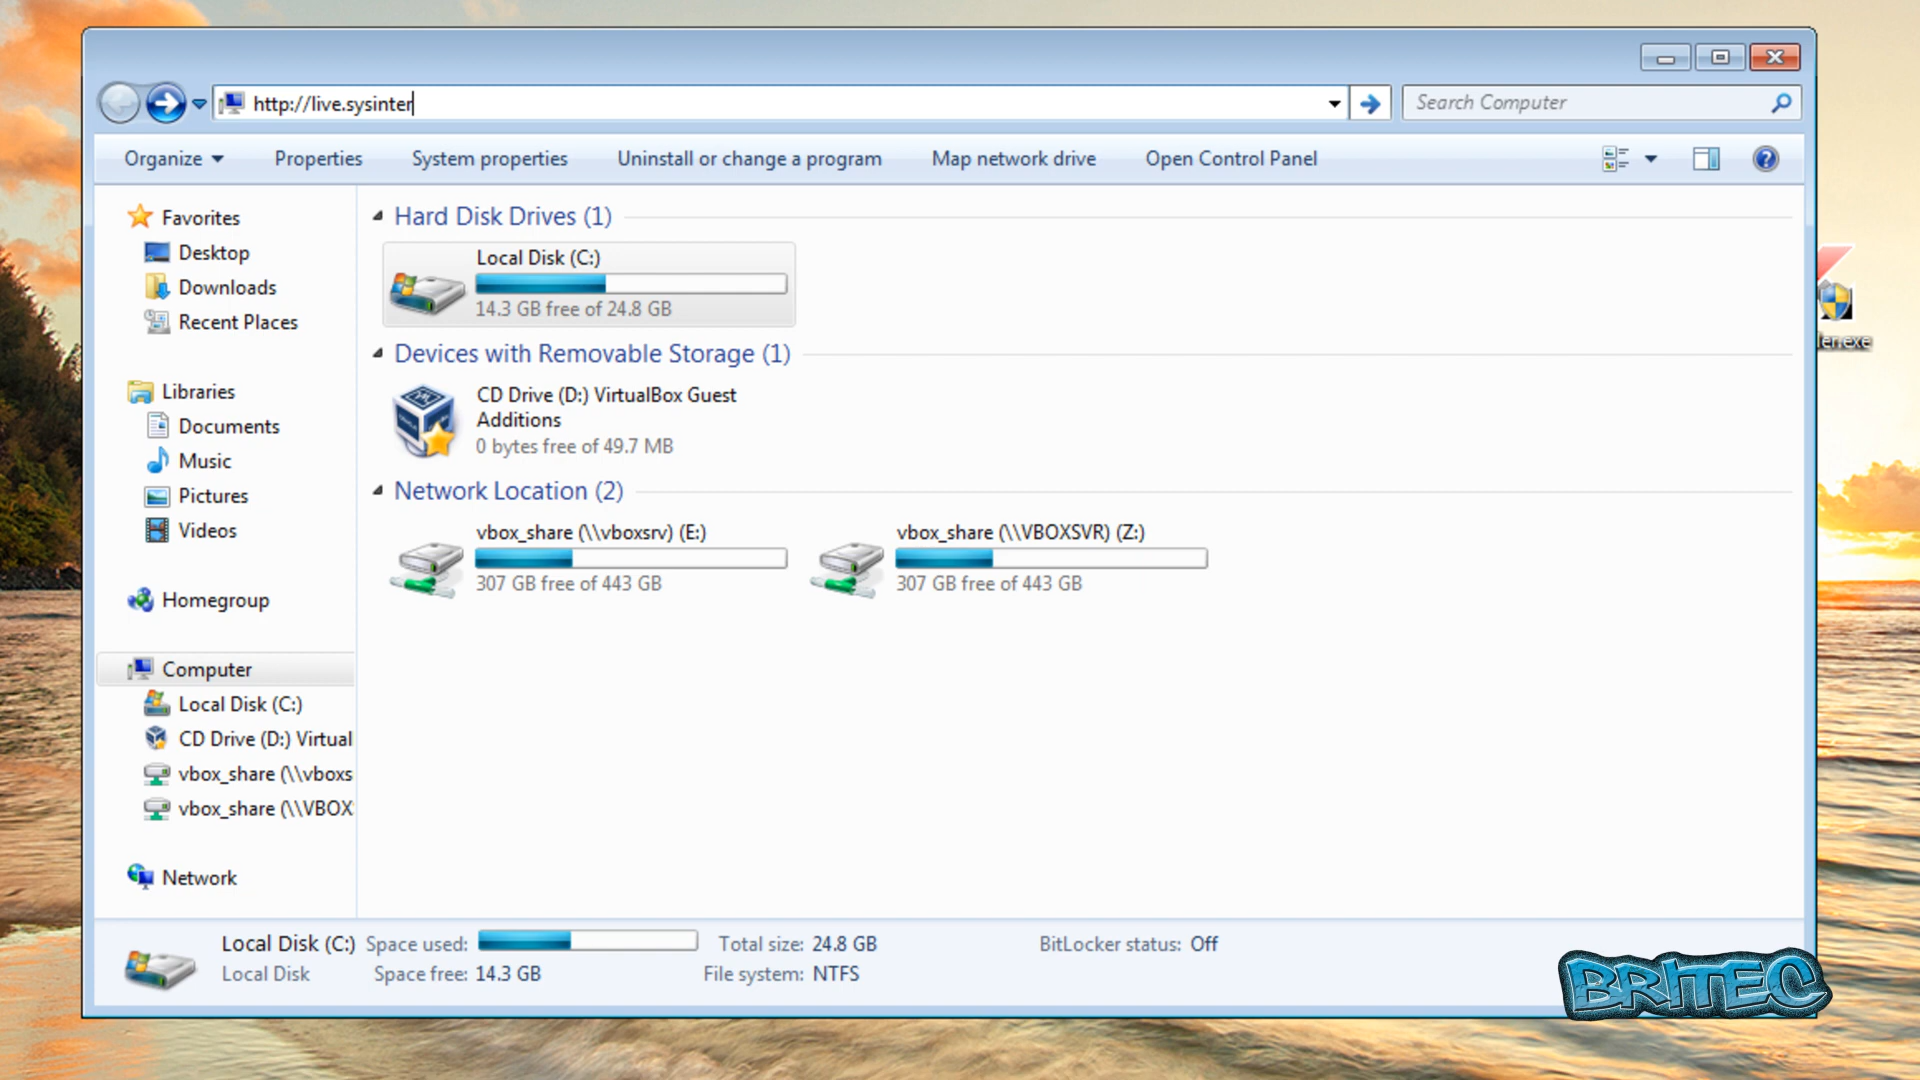 http://live.sysinter
Search Computer
Organize
Properties
System properties
Uninstall or change a program
Map network drive
Open Control Panel
Favorites
Desktop
Downloads
Recent Places
Libraries
Documents
Music
Pictures
Videos
Homegroup
Computer
Local Disk (C:)
CD Drive (D:) Virtual
vbox_share (\\vboxs
vbox_share (\\VBOX
Network
Hard Disk Drives (1)
Local Disk (C:)
14.3 GB free of 24.8 GB
Devices with Removable Storage (1)
CD Drive (D:) VirtualBox Guest
Additions
0 bytes free of 49.7 MB
Network Location (2)
vbox_share (\\vboxsrv) (E:)
307 GB free of 443 GB
vbox_share (\\VBOXSVR) (Z:)
307 GB free of 443 GB
ler.exe
Local Disk (C:) Space used: Total size: 24.8 GB BitLocker status: Off
Local Disk Space free: 14.3 GB File system: NTFS
BRITEC